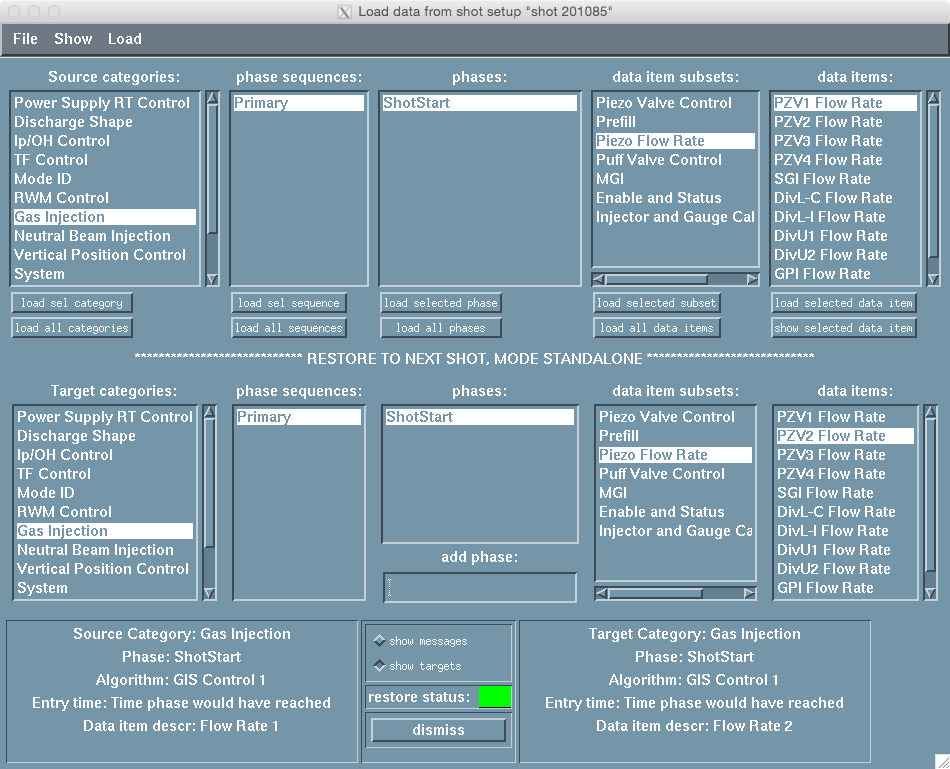 Load data from shot setup "shot 201085"
File Show Load
Source categories: phase sequences: phases: data item subsets: data items:
Power Supply RT Control Primary ShotStart Piezo Valve Control PZV1 Flow Rate
Discharge Shape Prefill PZV2 Flow Rate
Ip/OH Control Piezo Flow Rate PZV3 Flow Rate
TF Control Puff Valve Control PZV4 Flow Rate
Mode ID MGI SGI Flow Rate
RWM Control Enable and Status DivL-C Flow Rate
Gas Injection Injector and Gauge Cal DivL-I Flow Rate
Neutral Beam Injection DivU1 Flow Rate
Vertical Position Control DivU2 Flow Rate
System GPI Flow Rate
load sel category load sel sequence load selected phase load selected subset load selected data item
load all categories load all sequences load all phases load all data items show selected data item
**************************** RESTORE TO NEXT SHOT, MODE STANDALONE ****************************
Target categories: phase sequences: phases: data item subsets: data items:
Power Supply RT Control Primary ShotStart Piezo Valve Control PZV1 Flow Rate
Discharge Shape Prefill PZV2 Flow Rate
Ip/OH Control Piezo Flow Rate PZV3 Flow Rate
TF Control Puff Valve Control PZV4 Flow Rate
Mode ID MGI SGI Flow Rate
RWM Control Enable and Status DivL-C Flow Rate
Gas Injection Injector and Gauge Ca DivL-I Flow Rate
Neutral Beam Injection add phase: DivU1 Flow Rate
Vertical Position Control DivU2 Flow Rate
System GPI Flow Rate
Source Category: Gas Injection
Phase: ShotStart
Algorithm: GIS Control 1
Entry time: Time phase would have reached
Data item descr: Flow Rate 1
show messages
show targets
restore status:
dismiss
Target Category: Gas Injection
Phase: ShotStart
Algorithm: GIS Control 1
Entry time: Time phase would have reached
Data item descr: Flow Rate 2